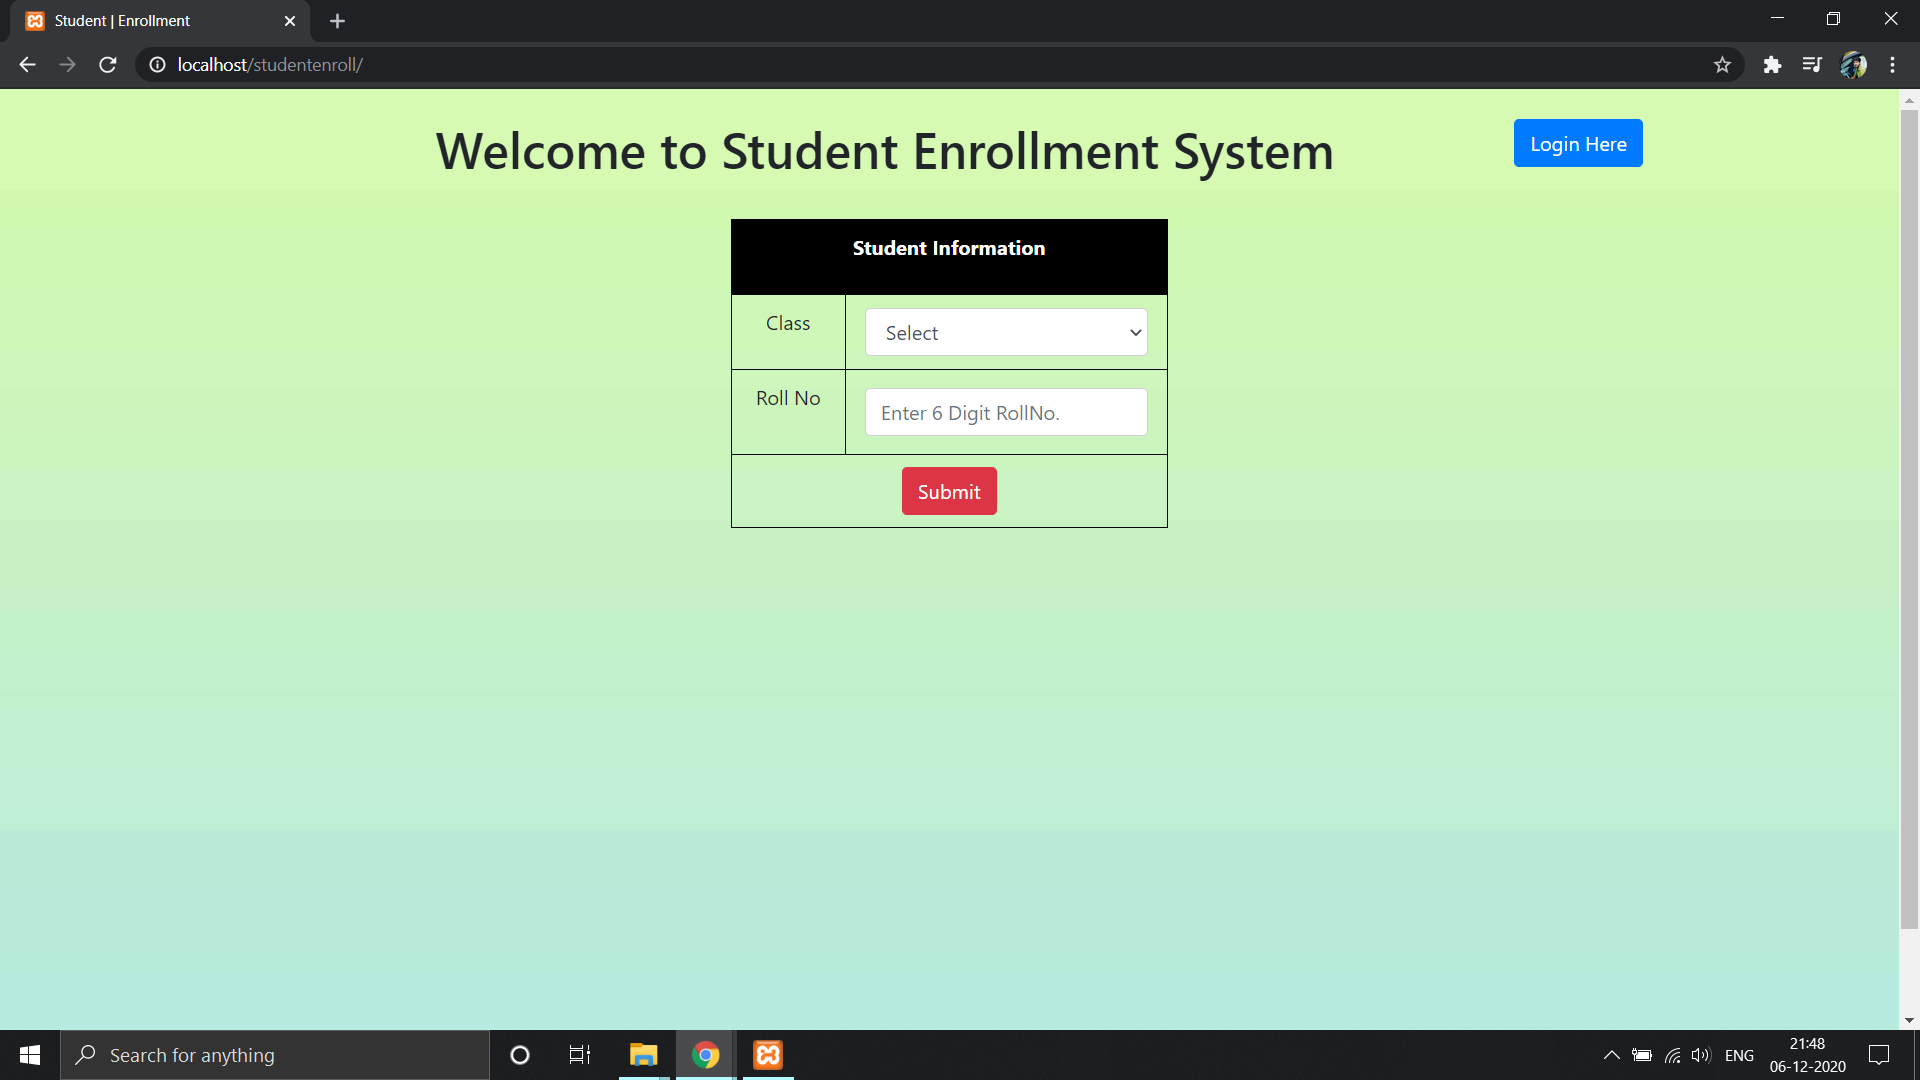 Student | Enrollment
localhost/studentenroll/
Welcome to Student Enrollment System
Login Here
Student Information
Class
Select
Roll No
Enter 6 Digit RollNo.
Submit
Search for anything
ENG
21:48
06-12-2020